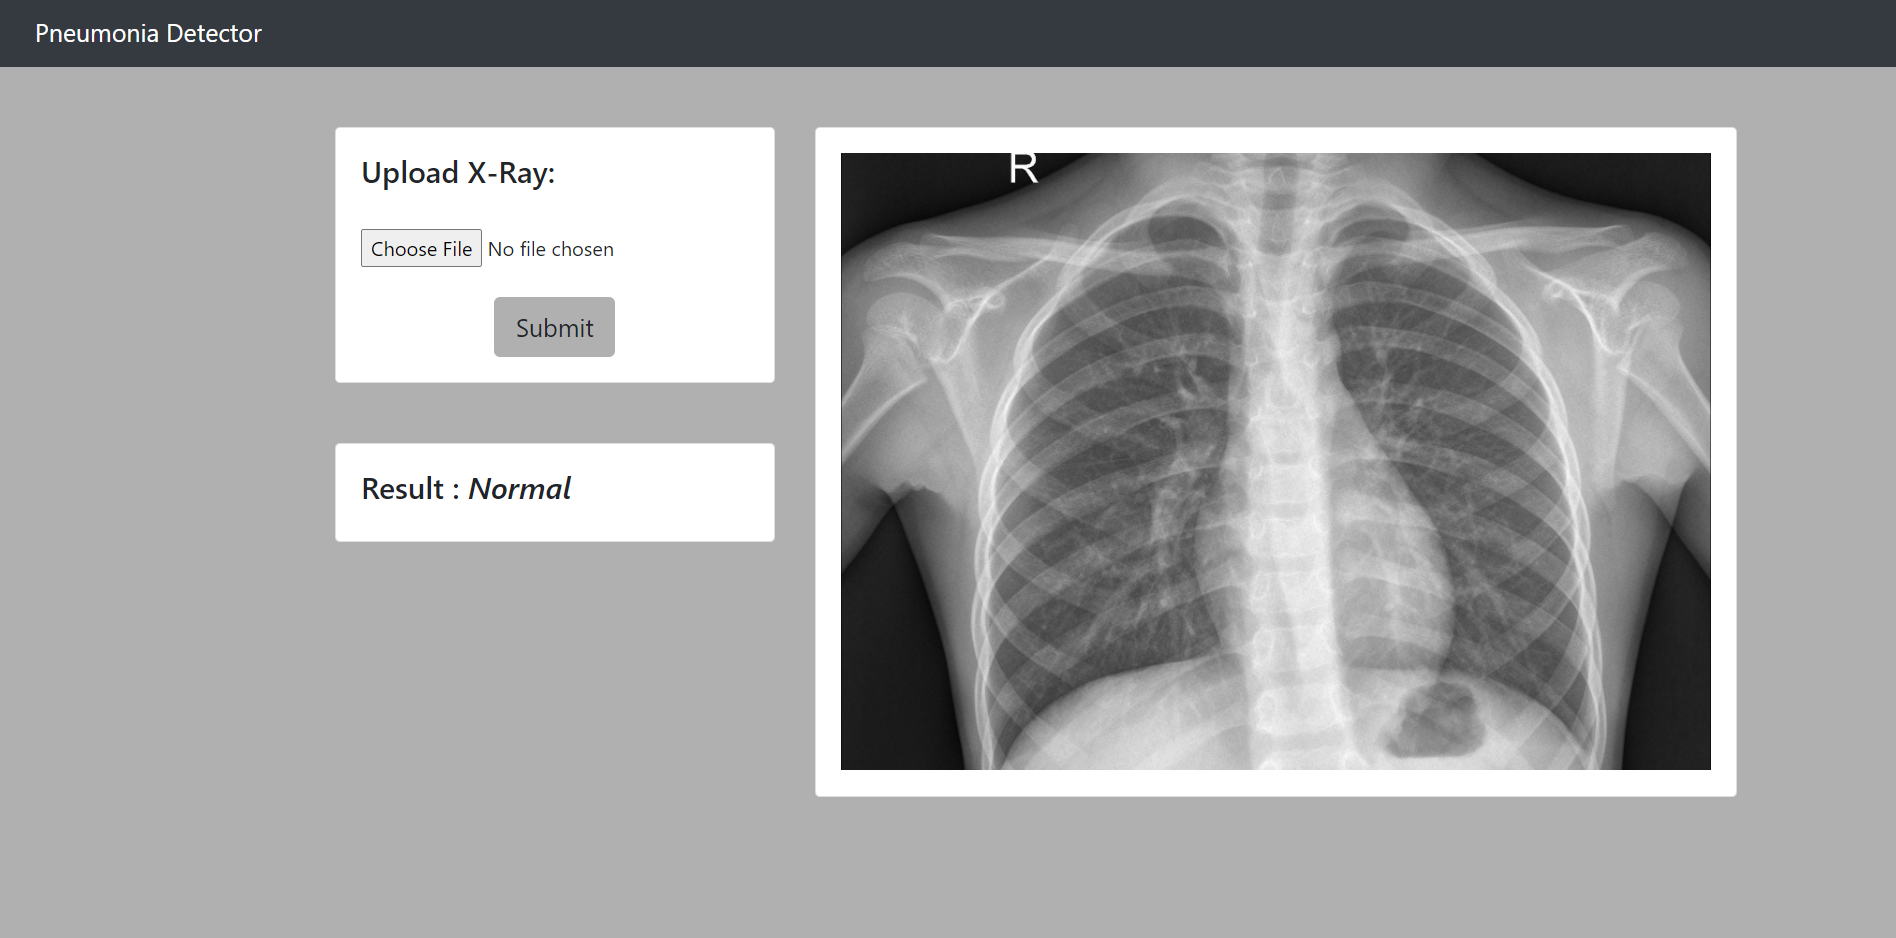 Pneumonia Detector
Upload X-Ray:
Choose File No file chosen
Submit
Result : Normal
R